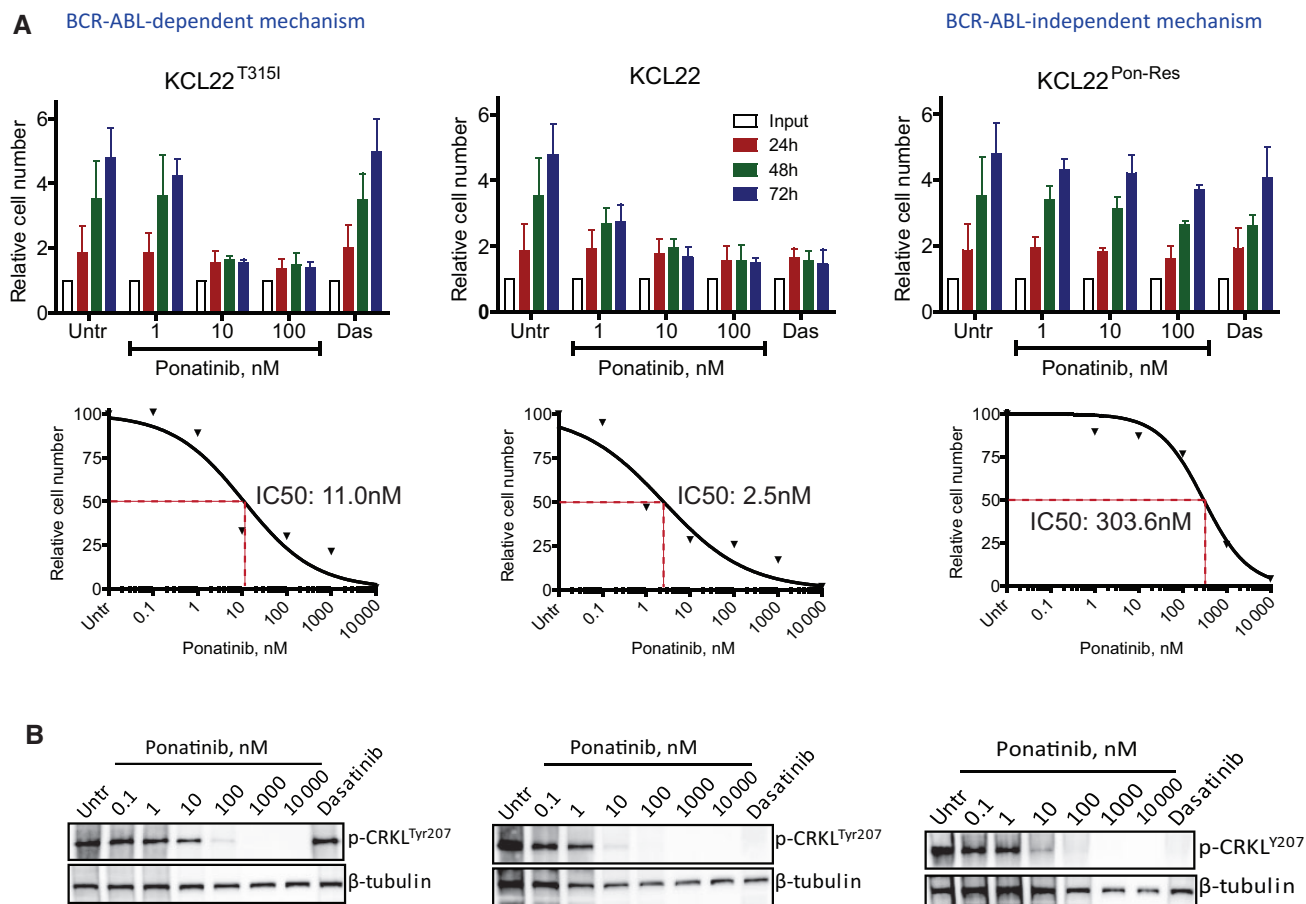 A
BCR-ABL-dependent mechanism
BCR-ABL-independent mechanism
KCL22T315I
Relative cell number
6
4
2
0
Untr 1 10 100 Das
Ponatinib, nM
KCL22
Relative cell number
6
4
2
0
Input
24h
48h
72h
Untr 1 10 100 Das
Ponatinib, nM
KCL22Pon-Res
Relative cell number
6
4
2
0
Untr 1 10 100 Das
Ponatinib, nM
Relative cell number
100
75
50
25
0
IC50: 11.0nM
Untr 0.1 1 10 100 1000 10 000
Ponatinib, nM
Relative cell number
100
75
50
25
0
IC50: 2.5nM
Untr 0.1 1 10 100 1000 10 000
Ponatinib, nM
Relative cell number
100
75
50
25
0
IC50: 303.6nM
Untr 0.1 1 10 100 1000 10 000
Ponatinib, nM
B
Ponatinib, nM
Untr 0.1 1 10 100 1000 10 000 Dasatinib
p-CRKLTyr207
β-tubulin
Ponatinib, nM
Untr 0.1 1 10 100 1000 10 000 Dasatinib
p-CRKLTyr207
β-tubulin
Ponatinib, nM
Untr 0.1 1 10 100 1000 10 000 Dasatinib
p-CRKLY207
β-tubulin